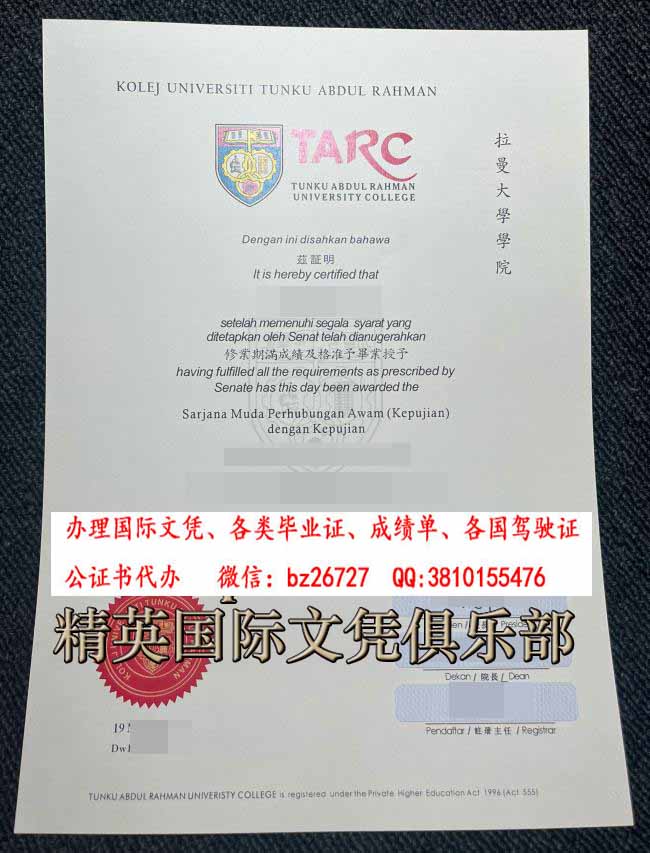 KOLEJ UNIVERSITI TUNKU ABDUL RAHMAN
TARC
TUNKU ABDUL RAHMAN
UNIVERSITY COLLEGE
拉曼大學學院
Dengan ini disahkan bahawa
茲証明
It is hereby certified that
setelah memenuhi segala syarat yang
ditetapkan oleh Senat telah dianugerahkan
修業期滿成績及格准予畢業授予
having fulfilled all the requirements as prescribed by
Senate has this day been awarded the
Sarjana Muda Perhubungan Awam (Kepujian)
dengan Kepujian
办理国际文凭、各类毕业证、成绩单、各国驾驶证
公证书代办 微信：bz26727 QQ:3810155476
精英国际文凭俱乐部
Dekan / 院長 / Dean
Pendaftar / 註册主任 / Registrar
19
TUNKU ABDUL RAHMAN UNIVERISTY COLLEGE is registered under the Private Higher Education Act 1996 (Act 555)